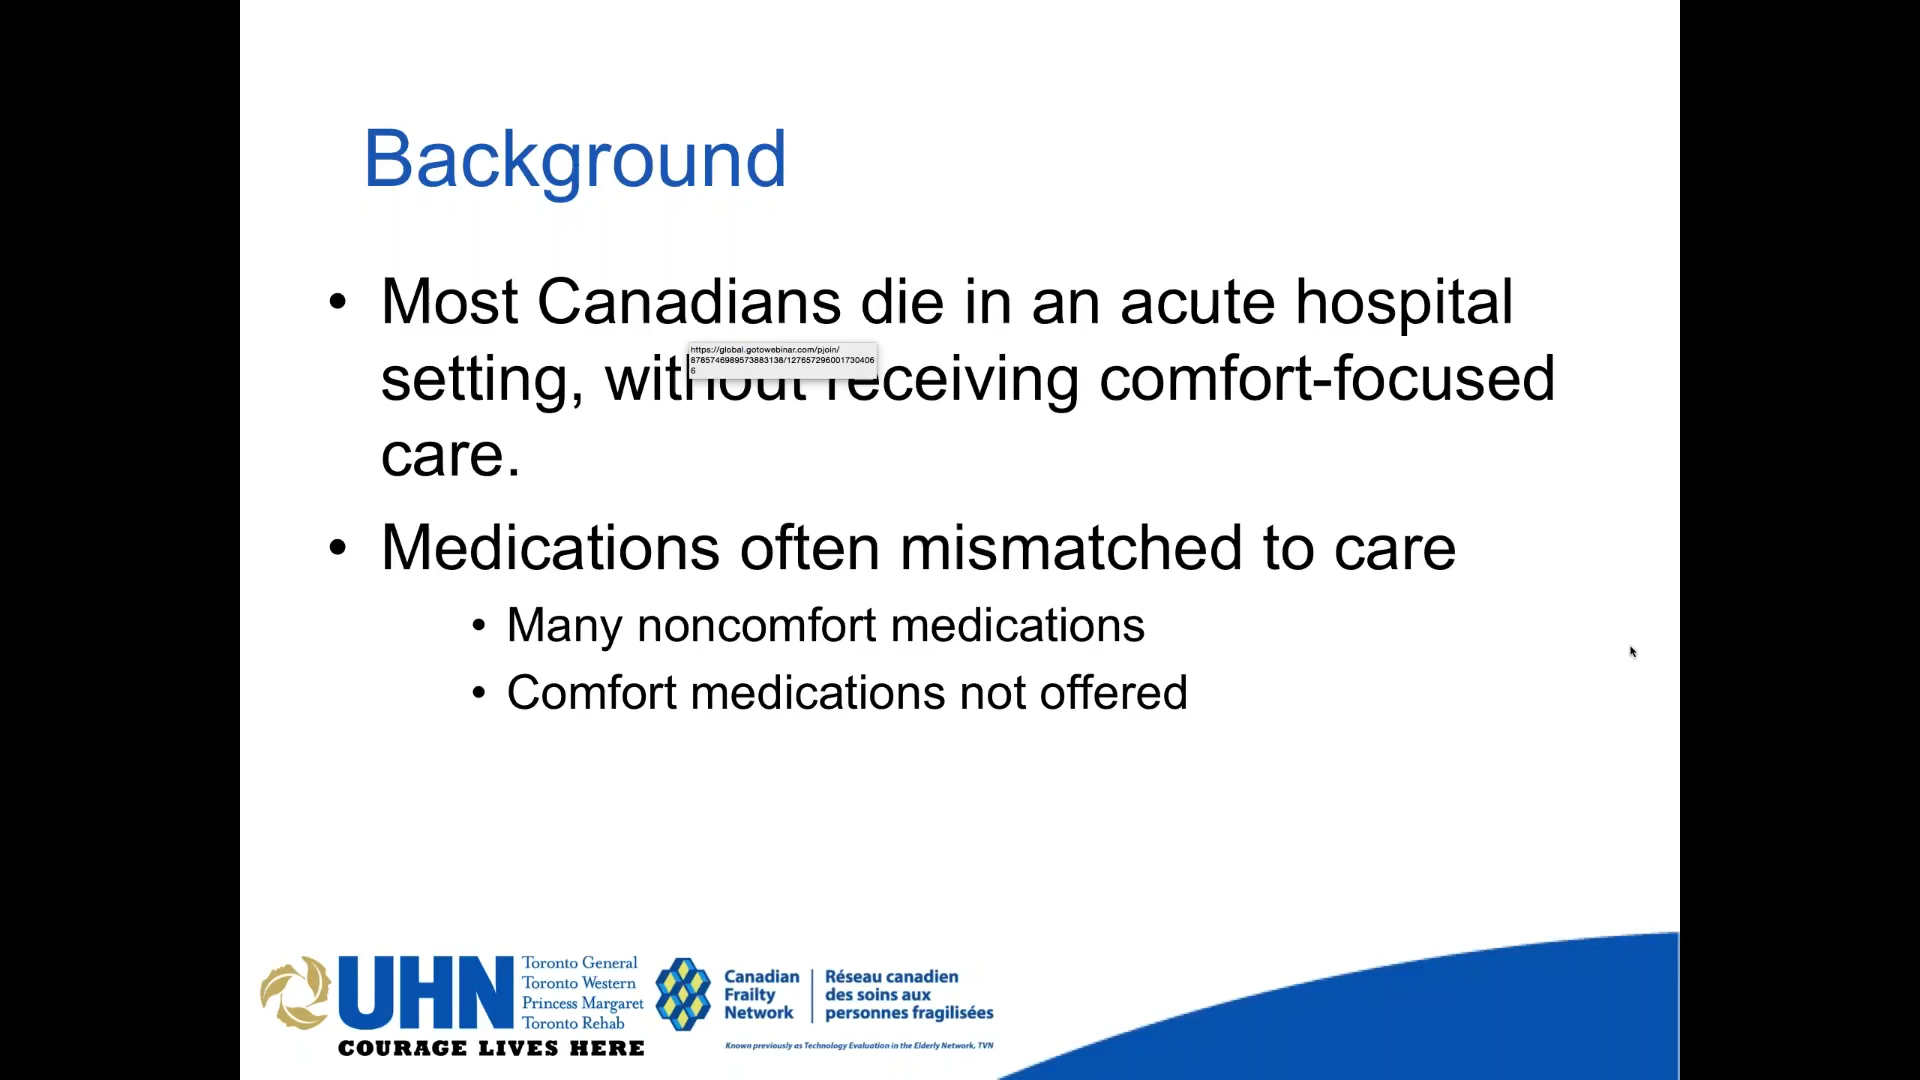 Background
• Most Canadians die in an acute hospital
setting, without receiving comfort-focused
care.
https://global.gotowebinar.com/pjoin/
8785746989573883138/127657296001730406
6
• Medications often mismatched to care
• Many noncomfort medications
• Comfort medications not offered
UHN
Toronto General
Toronto Western
Princess Margaret
Toronto Rehab
COURAGE LIVES HERE
Canadian
Frailty
Network
Réseau canadien
des soins aux
personnes fragilisées
Known previously as Technology Evaluation in the Elderly Network, TVN